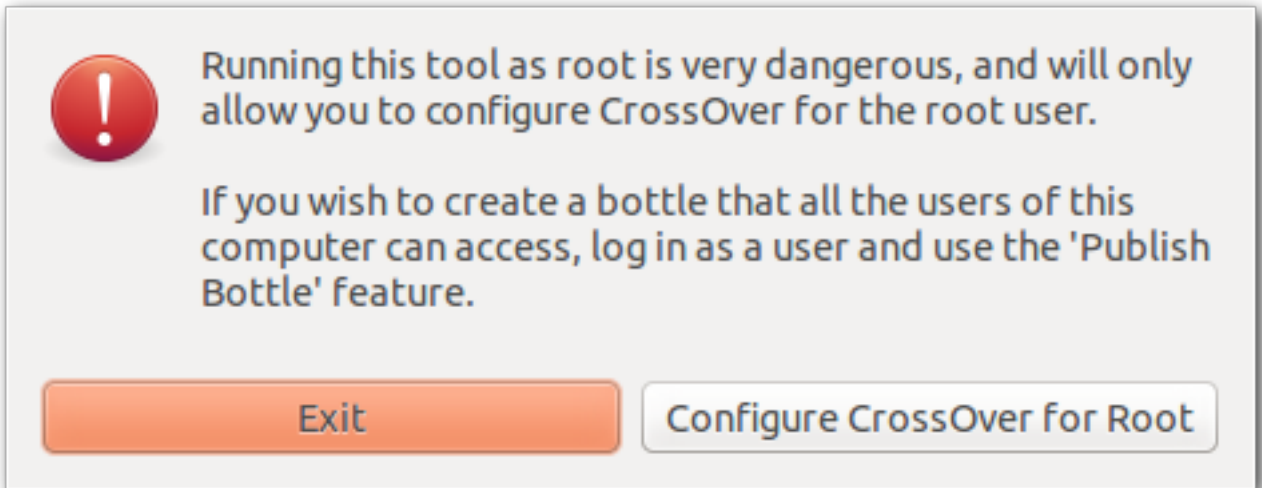 Running this tool as root is very dangerous, and will only
allow you to configure CrossOver for the root user.
If you wish to create a bottle that all the users of this
computer can access, log in as a user and use the 'Publish
Bottle' feature.
Exit
Configure CrossOver for Root